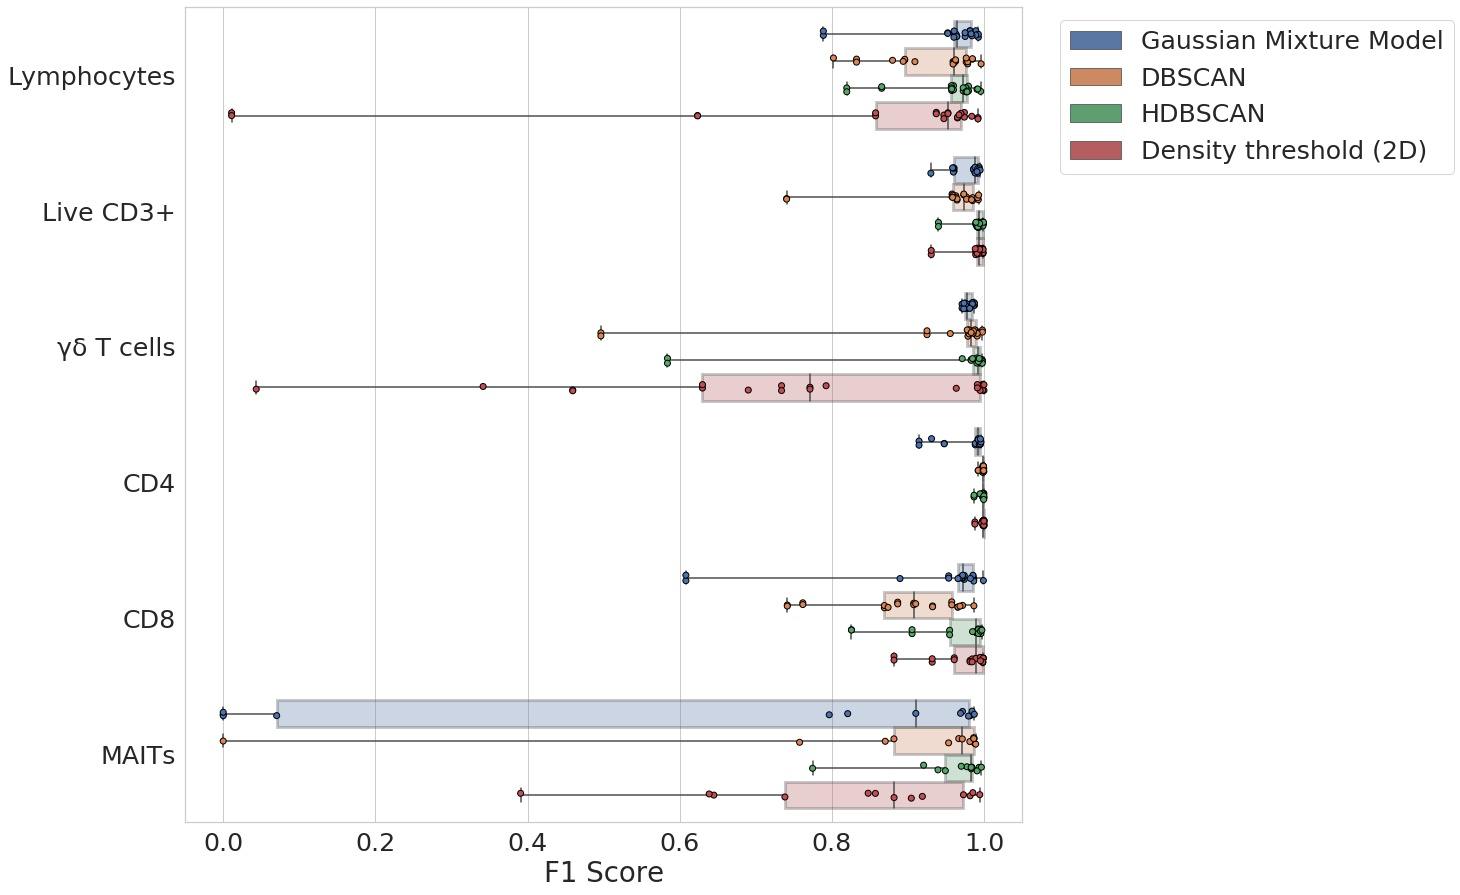 Gaussian Mixture Model
DBSCAN
HDBSCAN
Density threshold (2D)
Lymphocytes
Live CD3+
γδ T cells
CD4
CD8
MAITs
0.0 0.2 0.4 0.6 0.8 1.0
F1 Score